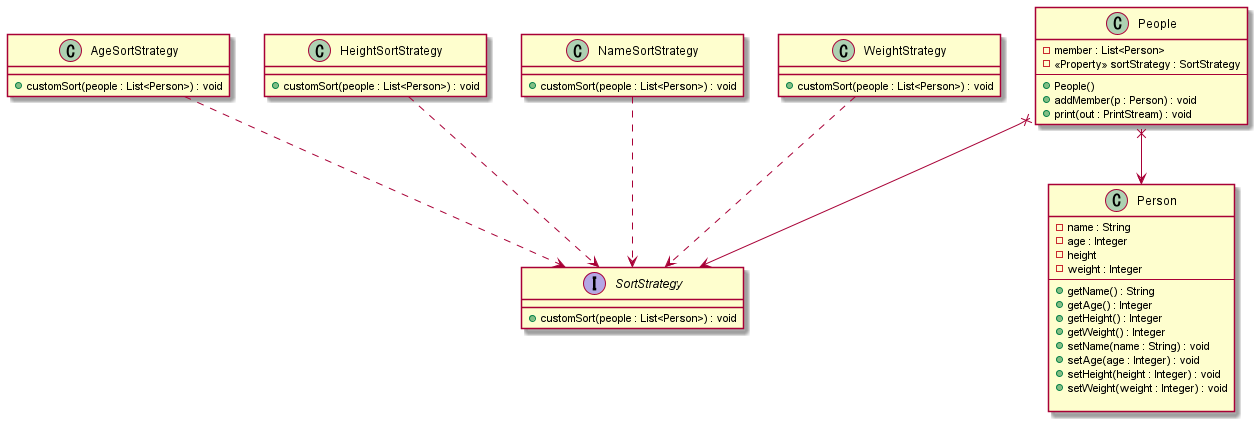 C AgeSortStrategy
customSort(people : List<Person>) : void
C HeightSortStrategy
customSort(people : List<Person>) : void
C NameSortStrategy
customSort(people : List<Person>) : void
C WeightStrategy
customSort(people : List<Person>) : void
C People
member : List<Person>
«Property» sortStrategy : SortStrategy
People()
addMember(p : Person) : void
print(out : PrintStream) : void
I SortStrategy
customSort(people : List<Person>) : void
C Person
name : String
age : Integer
height
weight : Integer
getName() : String
getAge() : Integer
getHeight() : Integer
getWeight() : Integer
setName(name : String) : void
setAge(age : Integer) : void
setHeight(height : Integer) : void
setWeight(weight : Integer) : void